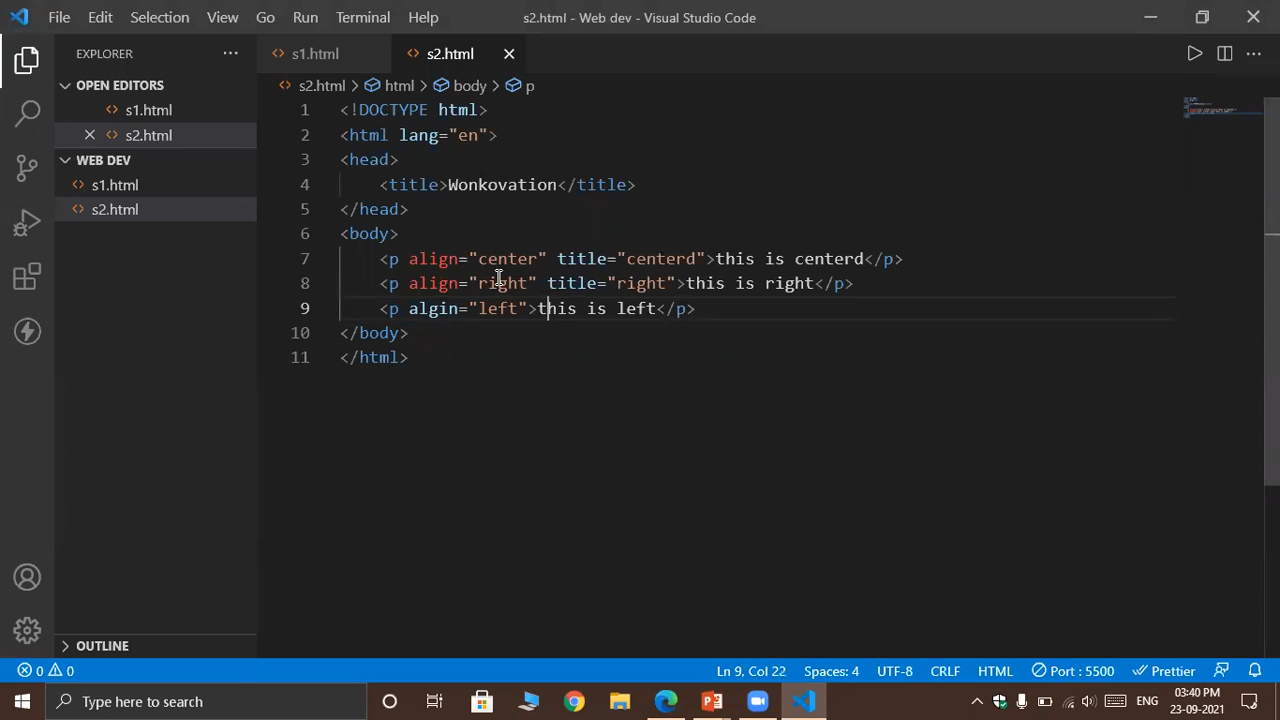 File Edit Selection View Go Run Terminal Help
s2.html - Web dev - Visual Studio Code
EXPLORER
OPEN EDITORS
s1.html
s2.html
WEB DEV
s1.html
s2.html
OUTLINE
s1.html
s2.html
s2.html > html > body > p
1 <!DOCTYPE html>
2 <html lang="en">
3 <head>
4 <title>Wonkovation</title>
5 </head>
6 <body>
7 <p align="center" title="centerd">this is centerd</p>
8 <p align="right" title="right">this is right</p>
9 <p algin="left">this is left</p>
10 </body>
11 </html>
0 0
Ln 9, Col 22 Spaces: 4 UTF-8 CRLF HTML Port : 5500 Prettier
Type here to search
ENG
03:40 PM
23-09-2021